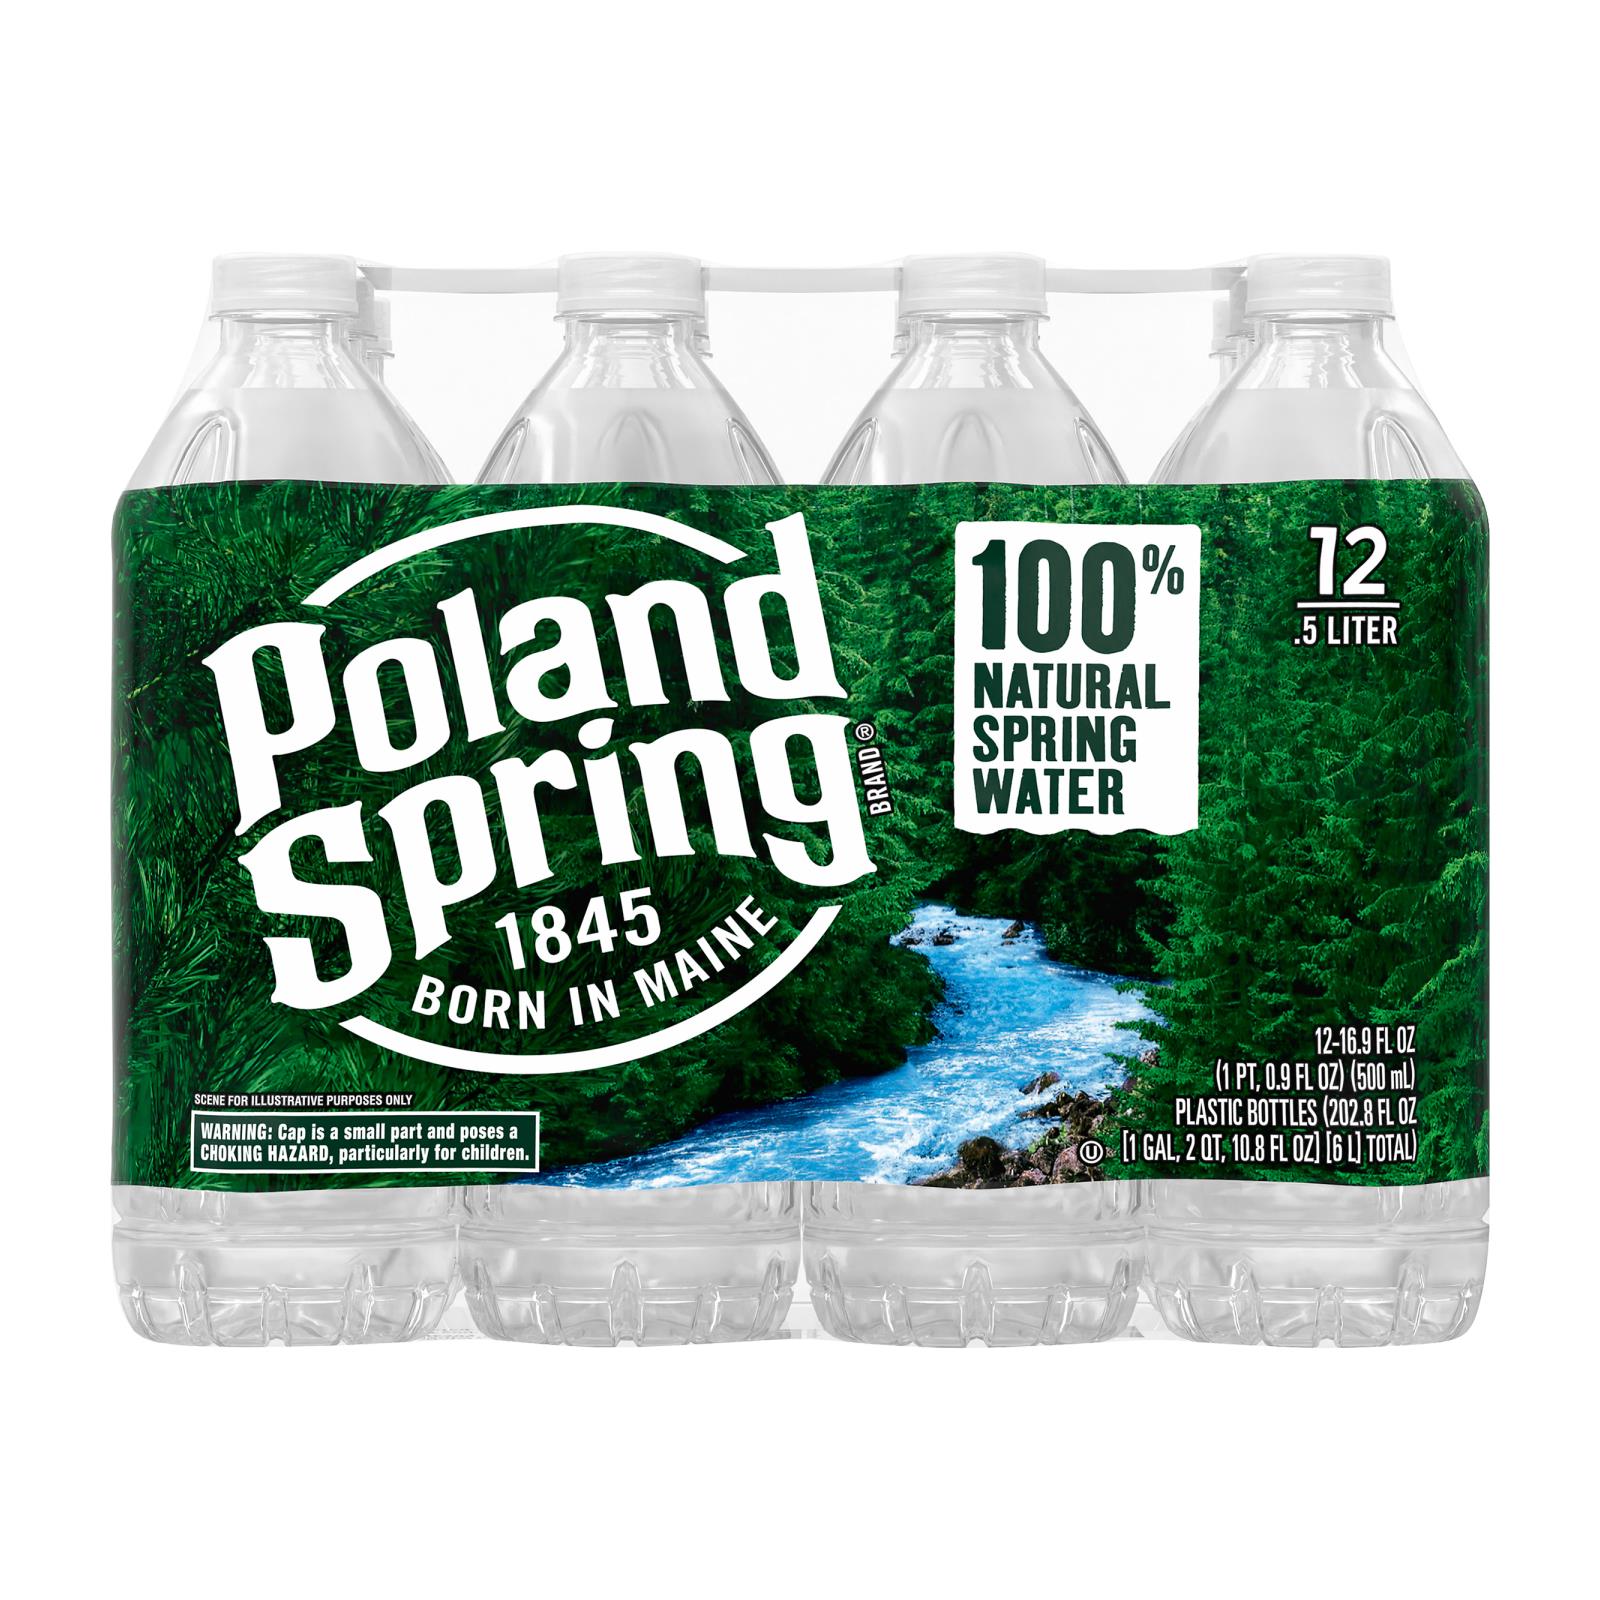 Poland
Spring®
BRAND
1845
BORN IN MAINE
100%
NATURAL
SPRING
WATER
12
.5 LITER
SCENE FOR ILLUSTRATIVE PURPOSES ONLY
WARNING: Cap is a small part and poses a
CHOKING HAZARD, particularly for children.
12-16.9 FL OZ
(1 PT, 0.9 FL OZ) (500 mL)
PLASTIC BOTTLES (202.8 FL OZ
U [1 GAL, 2 QT, 10.8 FL OZ] [6 L] TOTAL)